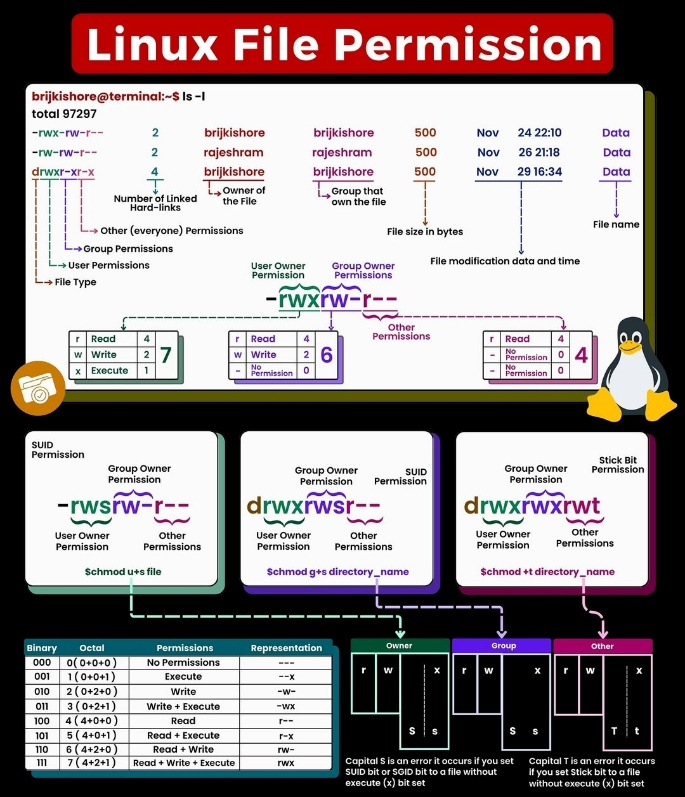 Linux File Permission
brijkishore@terminal:~$ ls -l
total 97297
-rwx-rw-r-- 2 brijkishore brijkishore 500 Nov 24 22:10 Data
-rw-rw-r-- 2 rajeshram rajeshram 500 Nov 26 21:18 Data
drwxr-xr-x 4 brijkishore brijkishore 500 Nov 29 16:34 Data
Number of Linked
Hard-links
Owner of
the File
Group that
own the file
File size in bytes
File modification data and time
File name
Other (everyone) Permissions
Group Permissions
User Permissions
File Type
User Owner
Permission
Group Owner
Permissions
-rwxrw-r--
Other
Permissions
r Read 4
w Write 2
x Execute 1
7
r Read 4
w Write 2
- No Permission 0
6
r Read 4
- No Permission 0
- No Permission 0
4
SUID
Permission
Group Owner
Permission
-rwsrw-r--
User Owner
Permission
Other
Permissions
$chmod u+s file
SUID
Permission
Group Owner
Permission
drwxrwsr--
User Owner
Permission
Other
Permissions
$chmod g+s directory_name
Stick Bit
Permission
Group Owner
Permission
drwxrwxrwt
User Owner
Permission
Other
Permissions
$chmod +t directory_name
Binary Octal Permissions Representation
000 0( 0+0+0 ) No Permissions ---
001 1 ( 0+0+1 ) Execute --x
010 2 ( 0+2+0 ) Write -w-
011 3 ( 0+2+1 ) Write + Execute -wx
100 4 ( 4+0+0 ) Read r--
101 5 ( 4+0+1 ) Read + Execute r-x
110 6 ( 4+2+0 ) Read + Write rw-
111 7 ( 4+2+1 ) Read + Write + Execute rwx
Owner
r w x
S s
Group
r w x
S s
Other
r w x
T t
Capital S is an error it occurs if you set
SUID bit or SGID bit to a file without
execute (x) bit set
Capital T is an error it occurs
if you set Stick bit to a file
without execute (x) bit set